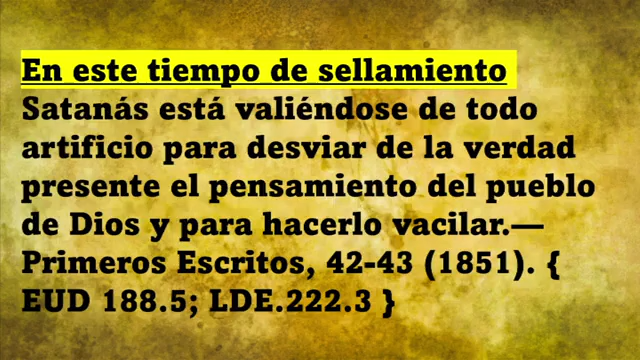 En este tiempo de sellamiento
Satanás está valiéndose de todo
artificio para desviar de la verdad
presente el pensamiento del pueblo
de Dios y para hacerlo vacilar.—
Primeros Escritos, 42-43 (1851). {
EUD 188.5; LDE.222.3 }